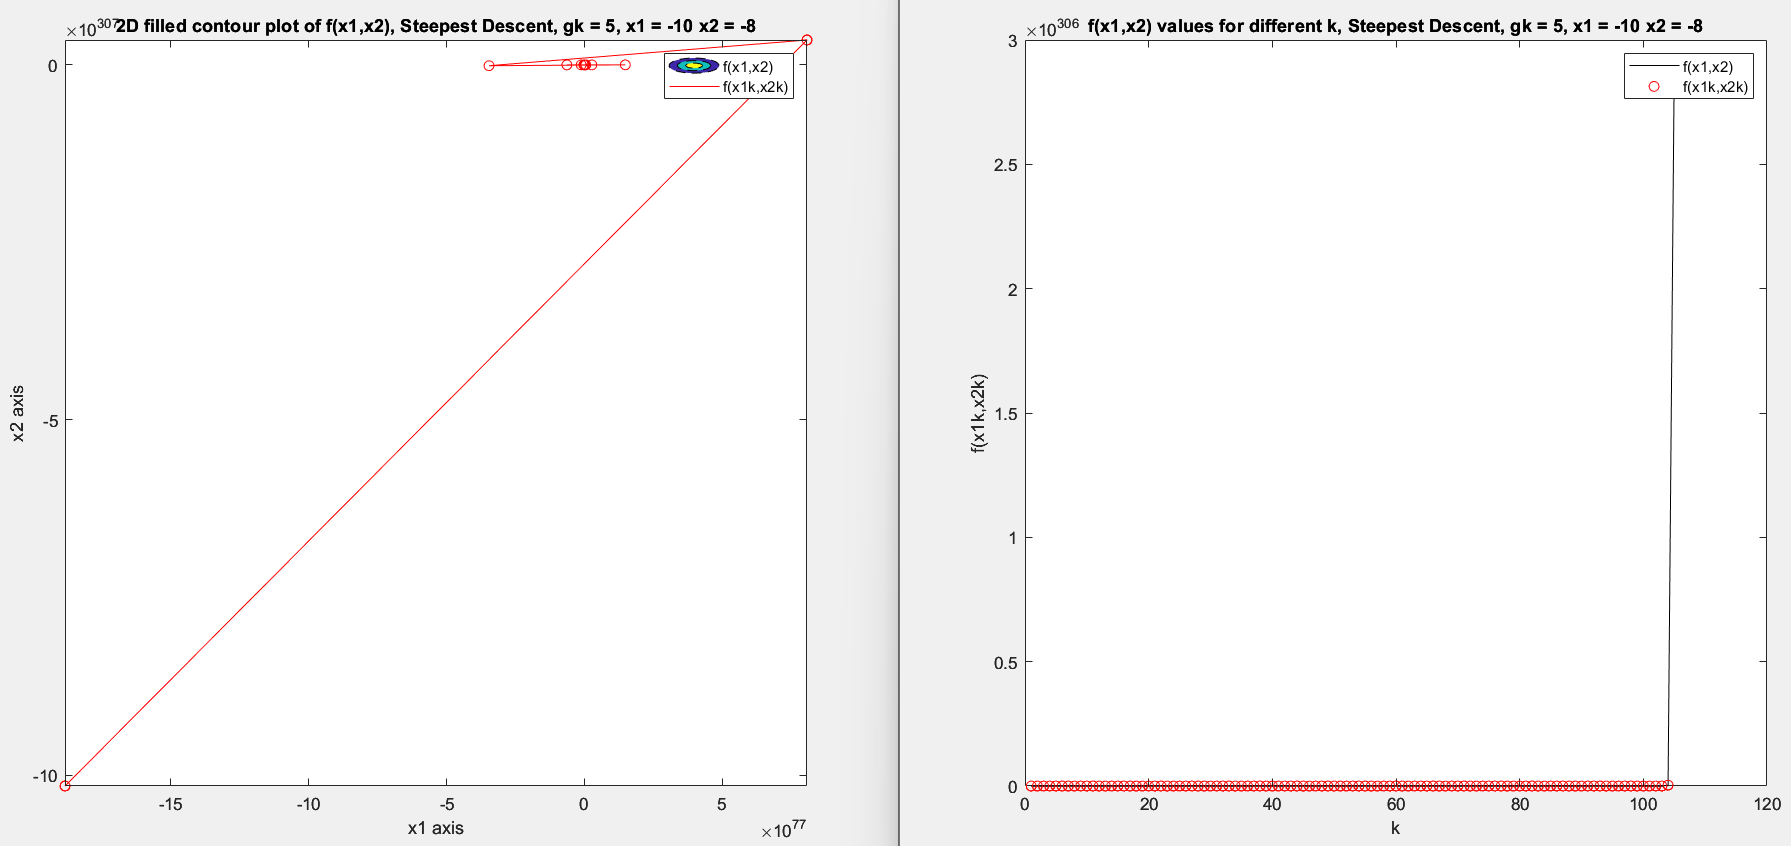 ×10^307
2D filled contour plot of f(x1,x2), Steepest Descent, gk = 5, x1 = -10 x2 = -8
0
-5
-10
x2 axis
f(x1,x2)
f(x1k,x2k)
-15
-10
-5
0
5
x1 axis
×10^77
×10^306
f(x1,x2) values for different k, Steepest Descent, gk = 5, x1 = -10 x2 = -8
3
2.5
2
1.5
1
0.5
0
f(x1k,x2k)
f(x1,x2)
f(x1k,x2k)
0
20
40
60
80
100
120
k